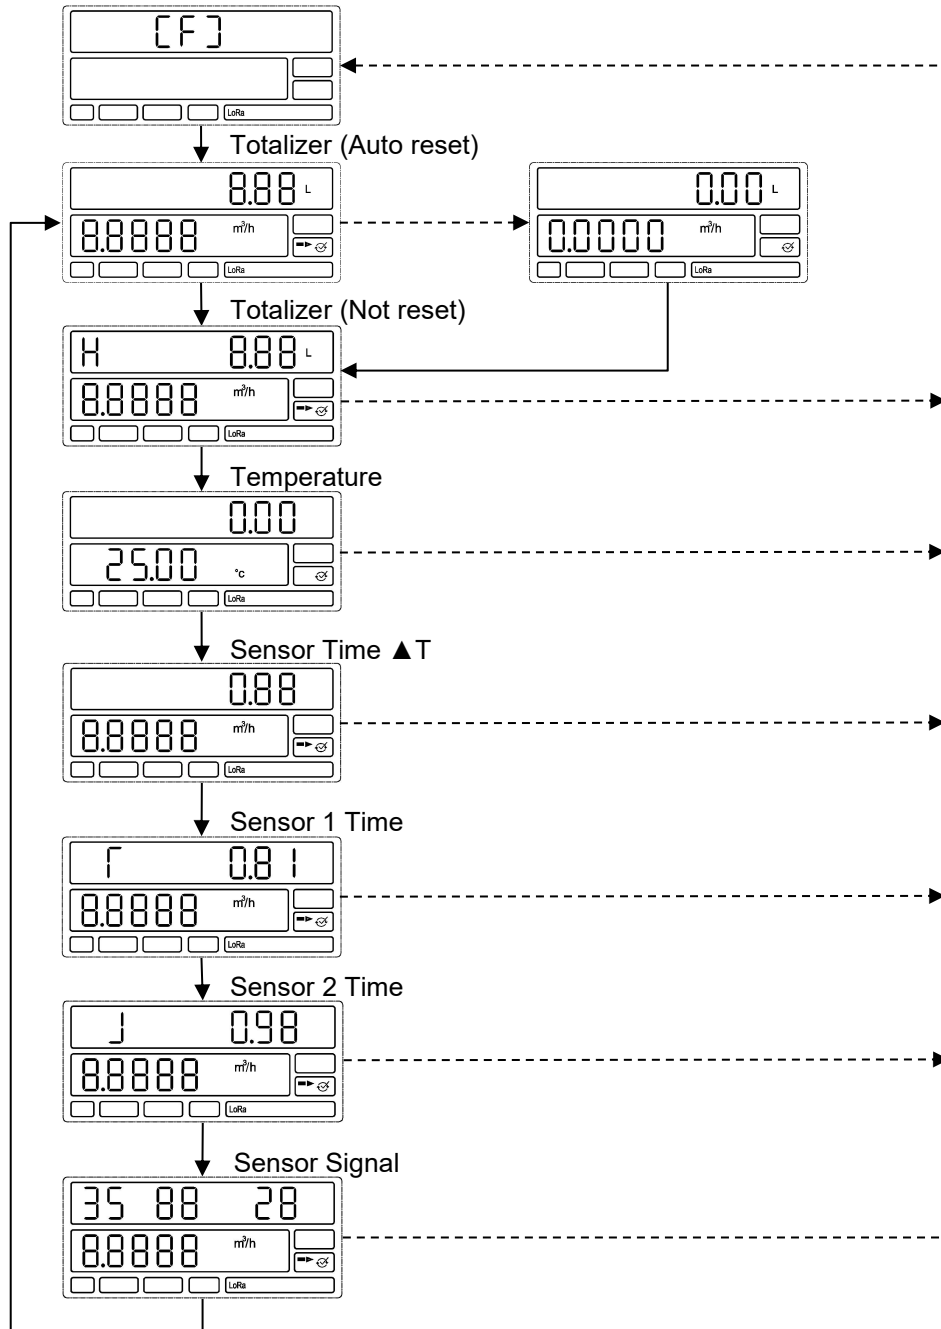 [F]
LoRa
Totalizer (Auto reset)
8.88 L
8.8888 m³/h
LoRa
0.00 L
0.0000 m³/h
LoRa
Totalizer (Not reset)
H 8.88 L
8.8888 m³/h
LoRa
Temperature
0.00
25.00 °c
LoRa
Sensor Time ▲T
0.88
8.8888 m³/h
LoRa
Sensor 1 Time
Γ 0.81
8.8888 m³/h
LoRa
Sensor 2 Time
J 0.98
8.8888 m³/h
LoRa
Sensor Signal
35 88 28
8.8888 m³/h
LoRa